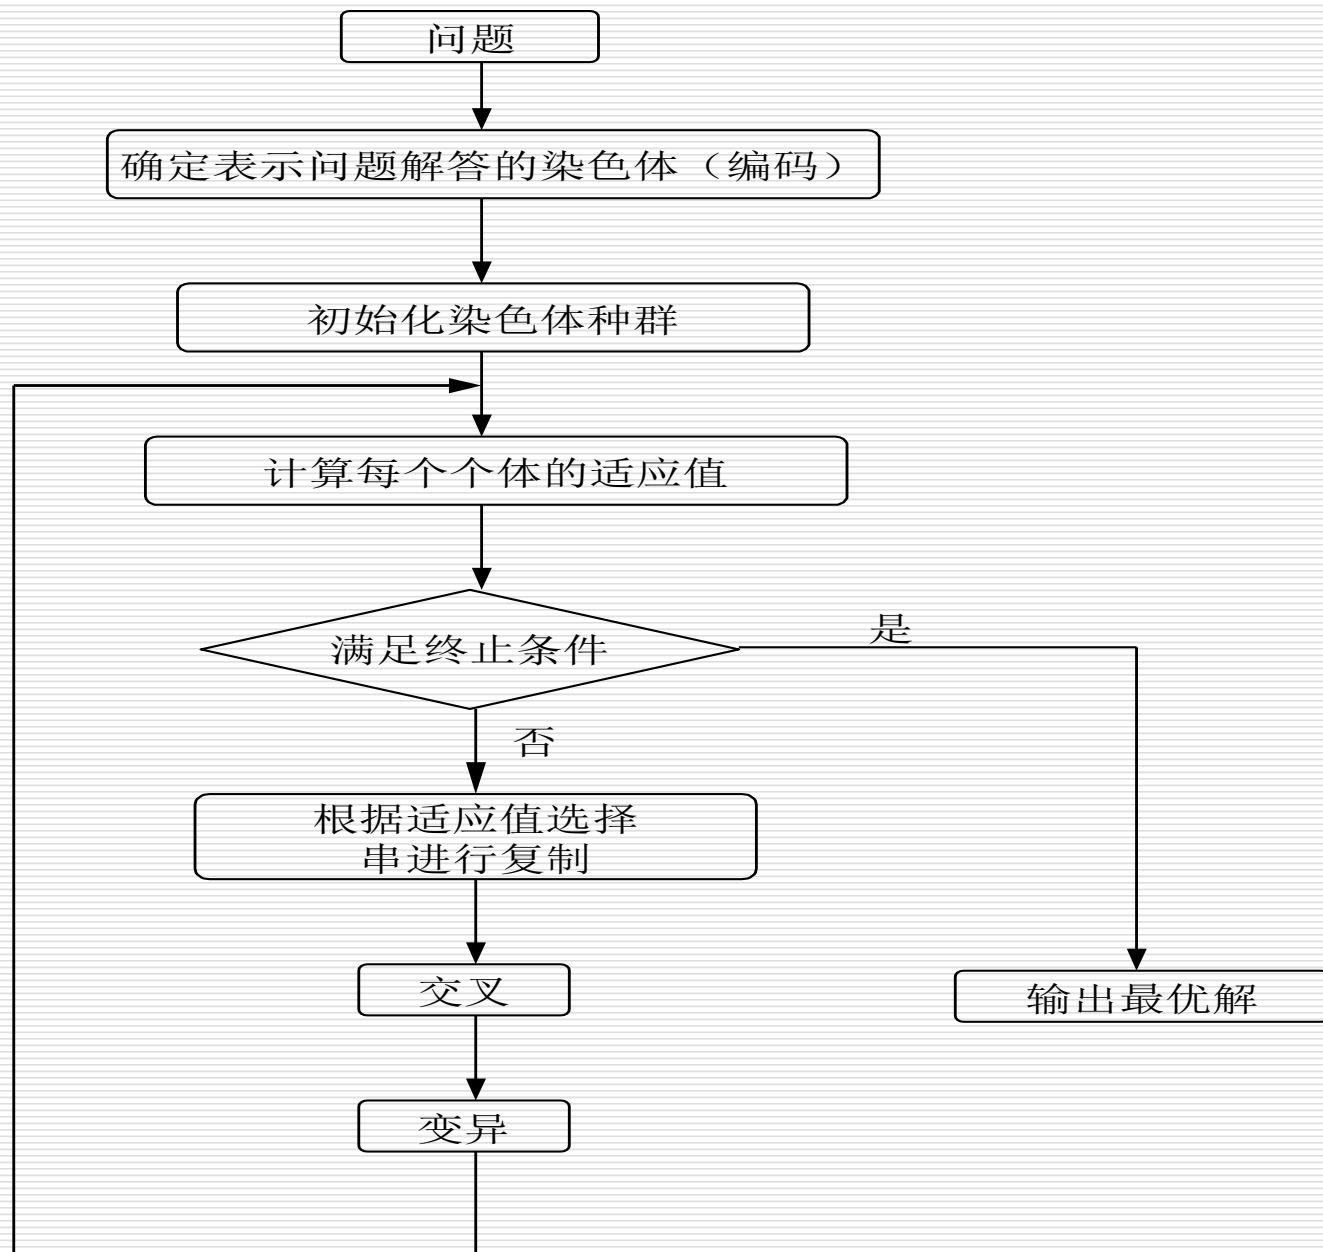 问题
确定表示问题解答的染色体（编码）
初始化染色体种群
计算每个个体的适应值
满足终止条件
是
否
根据适应值选择
串进行复制
交叉
输出最优解
变异